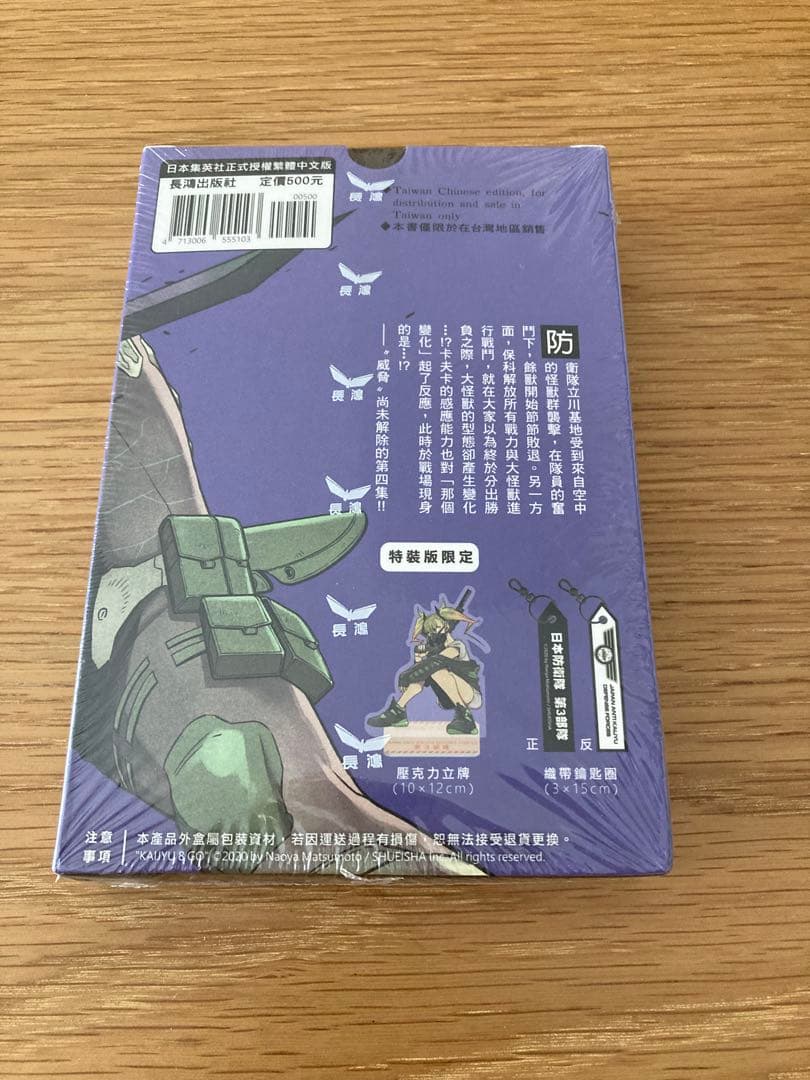 日本集英社正式授權繁體中文版
長鴻出版社 定價500元
00500
4 713006 555103
Taiwan Chinese edition, for
distribution and sale in
Taiwan only
◆本書僅限於在台灣地區銷售
長鴻
長鴻
長鴻
長鴻
長鴻
長鴻
防衛隊立川基地受到來自空中
的怪獸群襲擊,在隊員的奮
鬥下,餘獸開始節節敗退。另一方
面,保科解放所有戰力與大怪獸進
行戰鬥,就在大家以為終於分出勝
負之際,大怪獸的型態卻產生變化
…!?卡夫卡的感應能力也對「那個
變化」起了反應,此時於戰場現身
的是…!?
——〝威脅〞尚未解除的第四集!!
特裝版限定
日本防衛隊 第3部隊
JAPAN ANTI KAIJU
DEFENSE FORCE
正
反
壓克力立牌
(10×12cm)
織帶鑰匙圈
(3×15cm)
注意
事項
本產品外盒屬包裝資材,若因運送過程有損傷,恕無法接受退貨更換。
"KAIJYU 8 GO" ©2020 by Naoya Matsumoto / SHUEISHA Inc. All rights reserved.